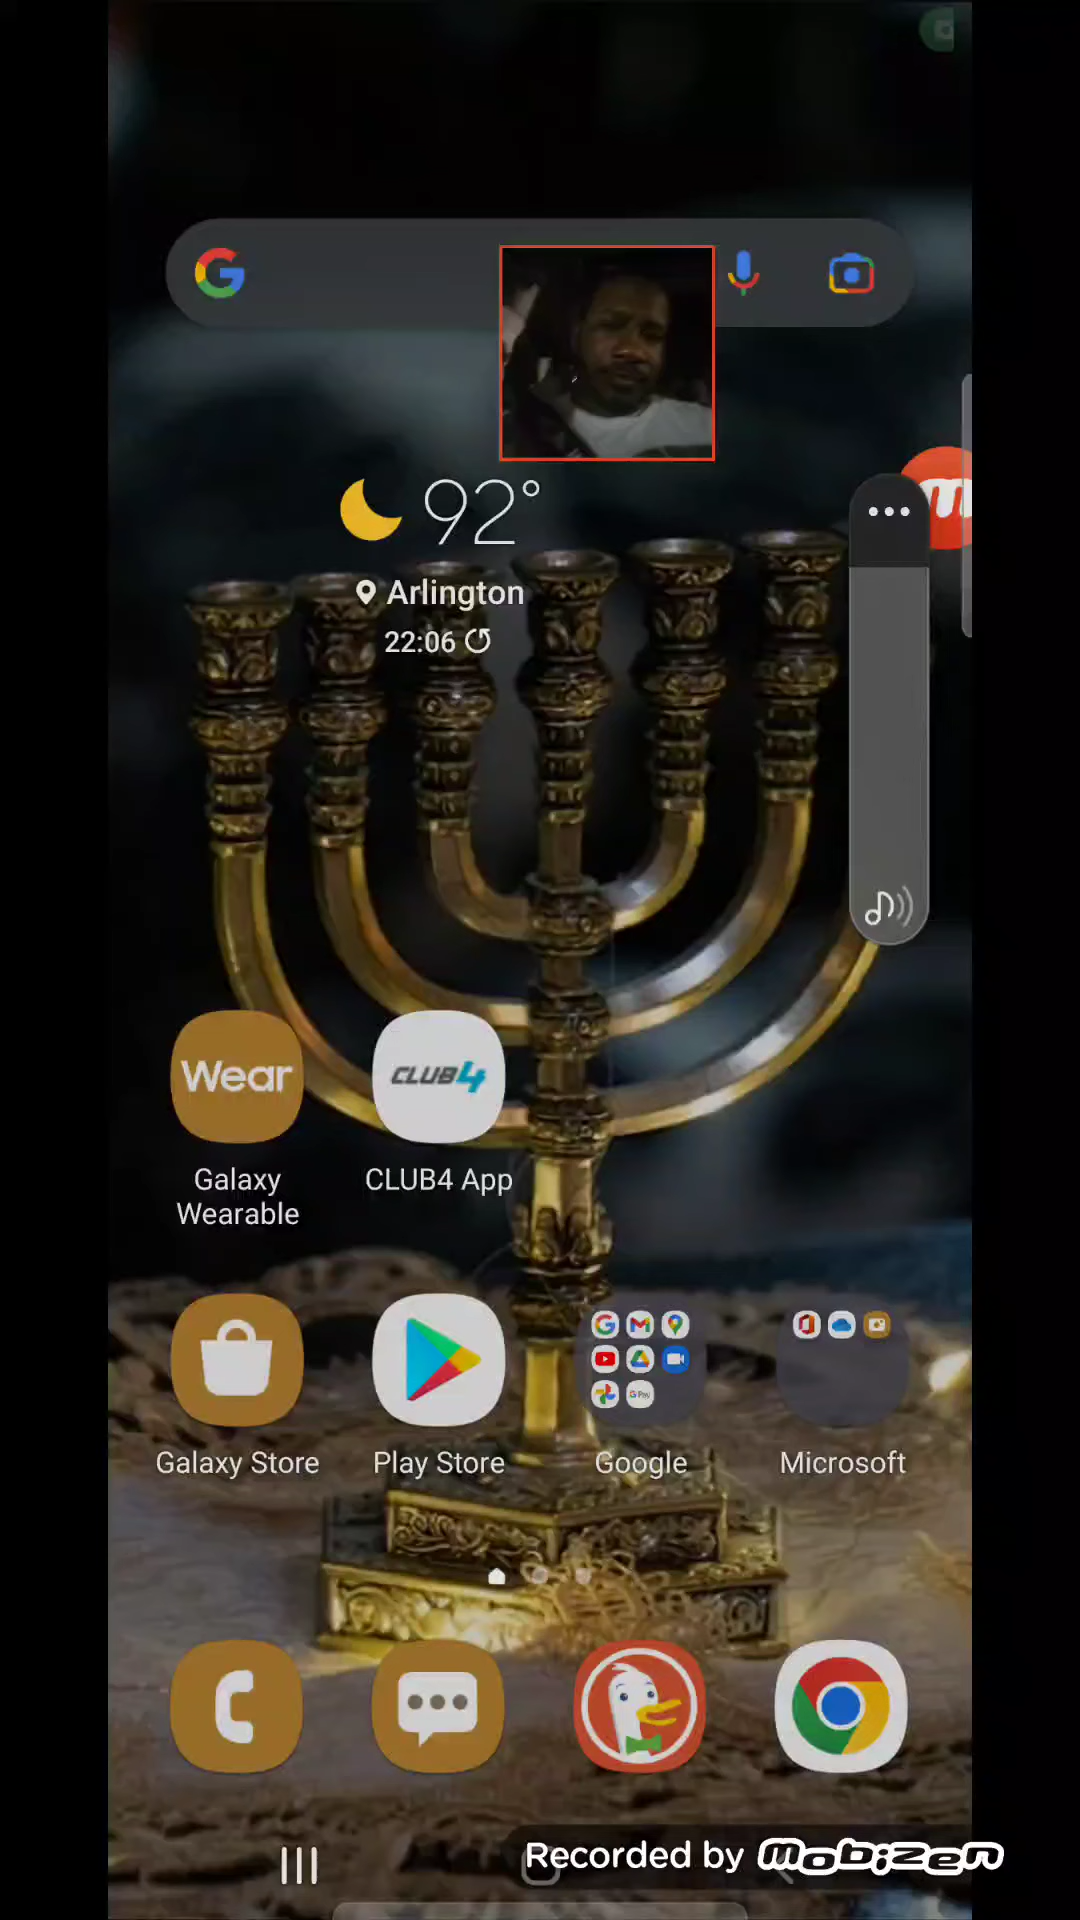 92°
Arlington
22:06
Wear
CLUB4
Galaxy
Wearable
CLUB4 App
G Pay
Galaxy Store
Play Store
Google
Microsoft
Recorded by mobizen